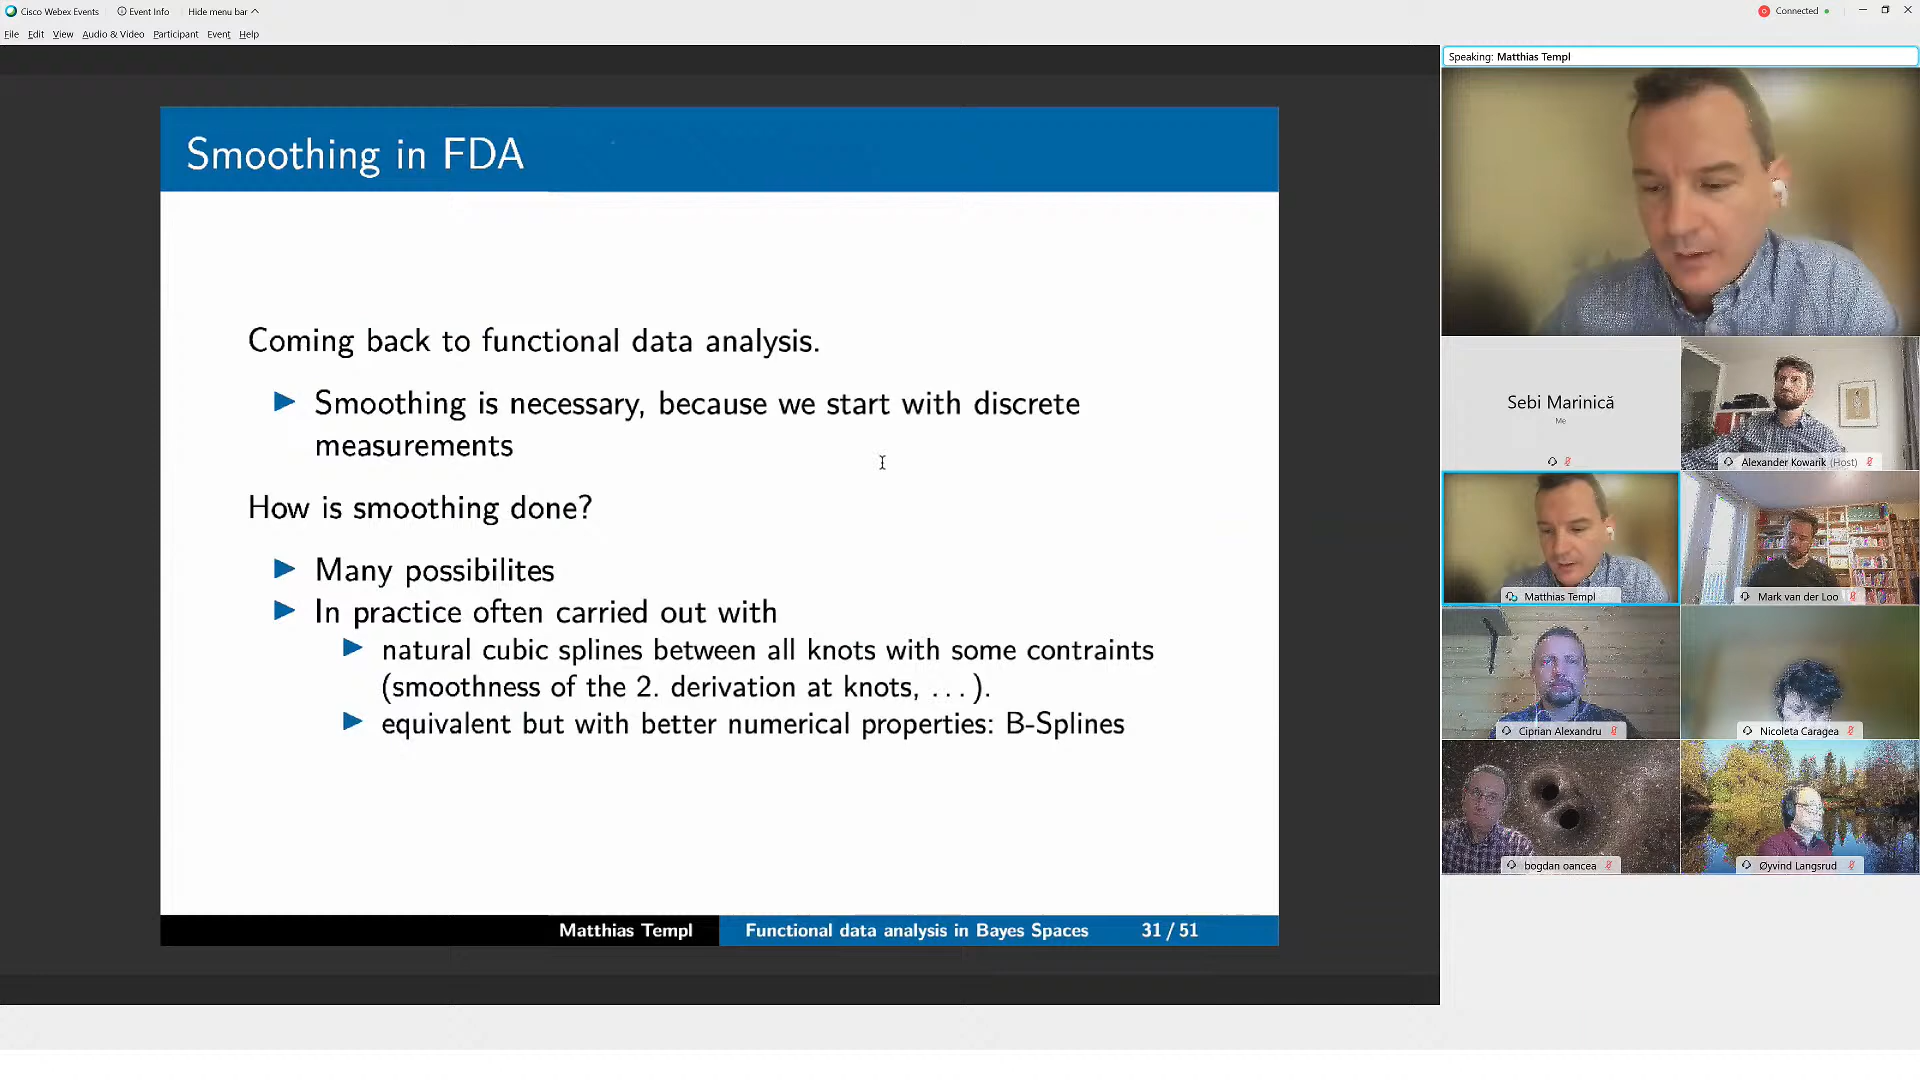 Cisco Webex Events
Event Info
Hide menu bar
Connected
File Edit View Audio & Video Participant Event Help
Speaking: Matthias Templ
Smoothing in FDA
Coming back to functional data analysis.
Smoothing is necessary, because we start with discrete
measurements
How is smoothing done?
Many possibilites
In practice often carried out with
natural cubic splines between all knots with some contraints
(smoothness of the 2. derivation at knots, . . . ).
equivalent but with better numerical properties: B-Splines
Matthias Templ
Functional data analysis in Bayes Spaces
31 / 51
Sebi Marinică
Me
Alexander Kowarik (Host)
Matthias Templ
Mark van der Loo
Ciprian Alexandru
Nicoleta Caragea
bogdan oancea
Øyvind Langsrud